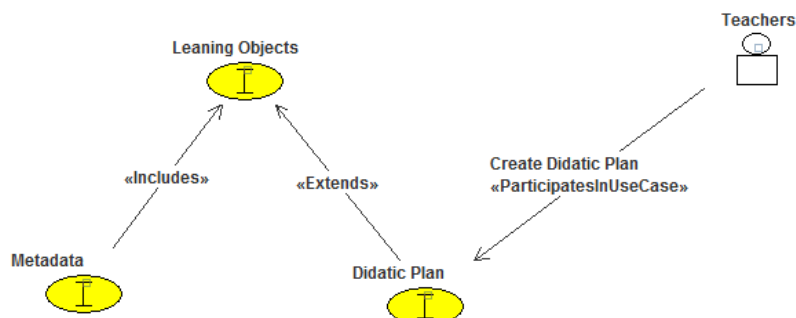 Teachers
Leaning Objects
Create Didatic Plan
«ParticipatesInUseCase»
«Includes»
«Extends»
Metadata
Didatic Plan